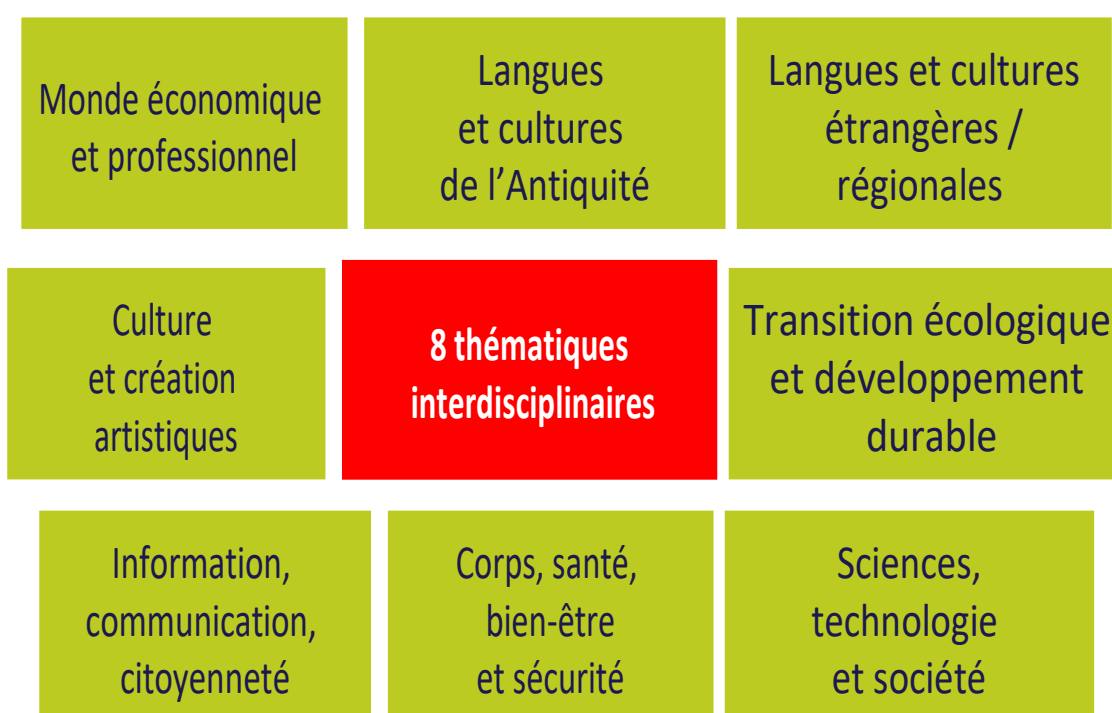 Monde économique
et professionnel
Langues
et cultures
de l’Antiquité
Langues et cultures
étrangères /
régionales
Culture
et création
artistiques
8 thématiques
interdisciplinaires
Transition écologique
et développement
durable
Information,
communication,
citoyenneté
Corps, santé,
bien-être
et sécurité
Sciences,
technologie
et société